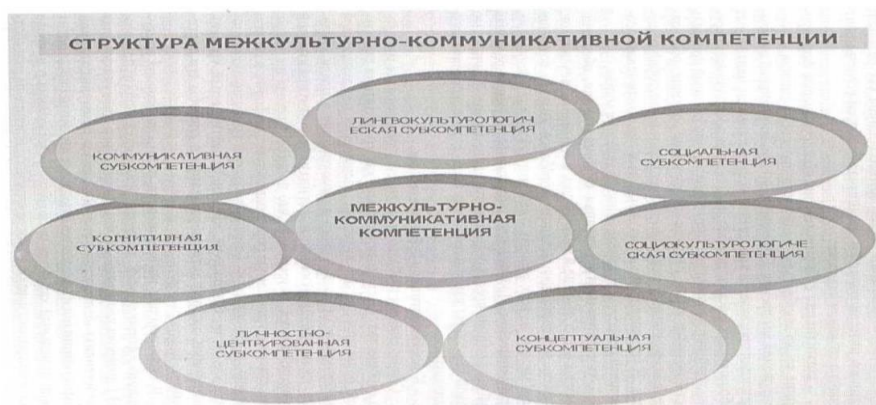 СТРУКТУРА МЕЖКУЛЬТУРНО-КОММУНИКАТИВНОЙ КОМПЕТЕНЦИИ
ЛИНГВОКУЛЬТУРОЛОГИЧ
ЕСКАЯ СУБКОМПЕТЕНЦИЯ
КОММУНИКАТИВНАЯ
СУБКОМПЕТЕНЦИЯ
СОЦИАЛЬНАЯ
СУБКОМПЕТЕНЦИЯ
МЕЖКУЛЬТУРНО-
КОММУНИКАТИВНАЯ
КОМПЕТЕНЦИЯ
КОГНИТИВНАЯ
СУБКОМПЕТЕНЦИЯ
СОЦИОКУЛЬТУРОЛОГИЧЕ
СКАЯ СУБКОМПЕТЕНЦИЯ
ЛИЧНОСТНО-
ЦЕНТРИРОВАННАЯ
СУБКОМПЕТЕНЦИЯ
КОНЦЕПТУАЛЬНАЯ
СУБКОМПЕТЕНЦИЯ